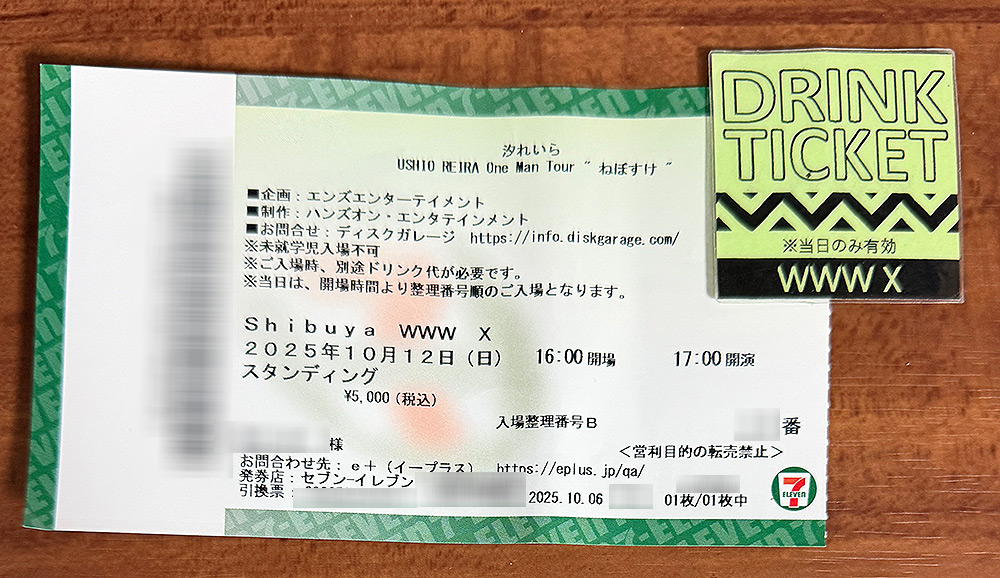 汐れいら
USHIO REIRA One Man Tour " ねぼすけ "
■企画：エンズエンターテイメント
■制作：ハンズオン・エンタテインメント
■お問合せ：ディスクガレージ https://info.diskgarage.com/
※未就学児入場不可
※ご入場時、別途ドリンク代が必要です。
※当日は、開場時間より整理番号順のご入場となります。
Shibuya WWW X
2025年10月12日（日） 16:00開場 17:00開演
スタンディング
¥5,000（税込）
入場整理番号B 番
様
＜営利目的の転売禁止＞
お問合わせ先：e+（イープラス） https://eplus.jp/qa/
発券店：セブン-イレブン
引換票：
2025.10.06 01枚/01枚中
7
ELEVEN
DRINK
TICKET
※当日のみ有効
WWW X